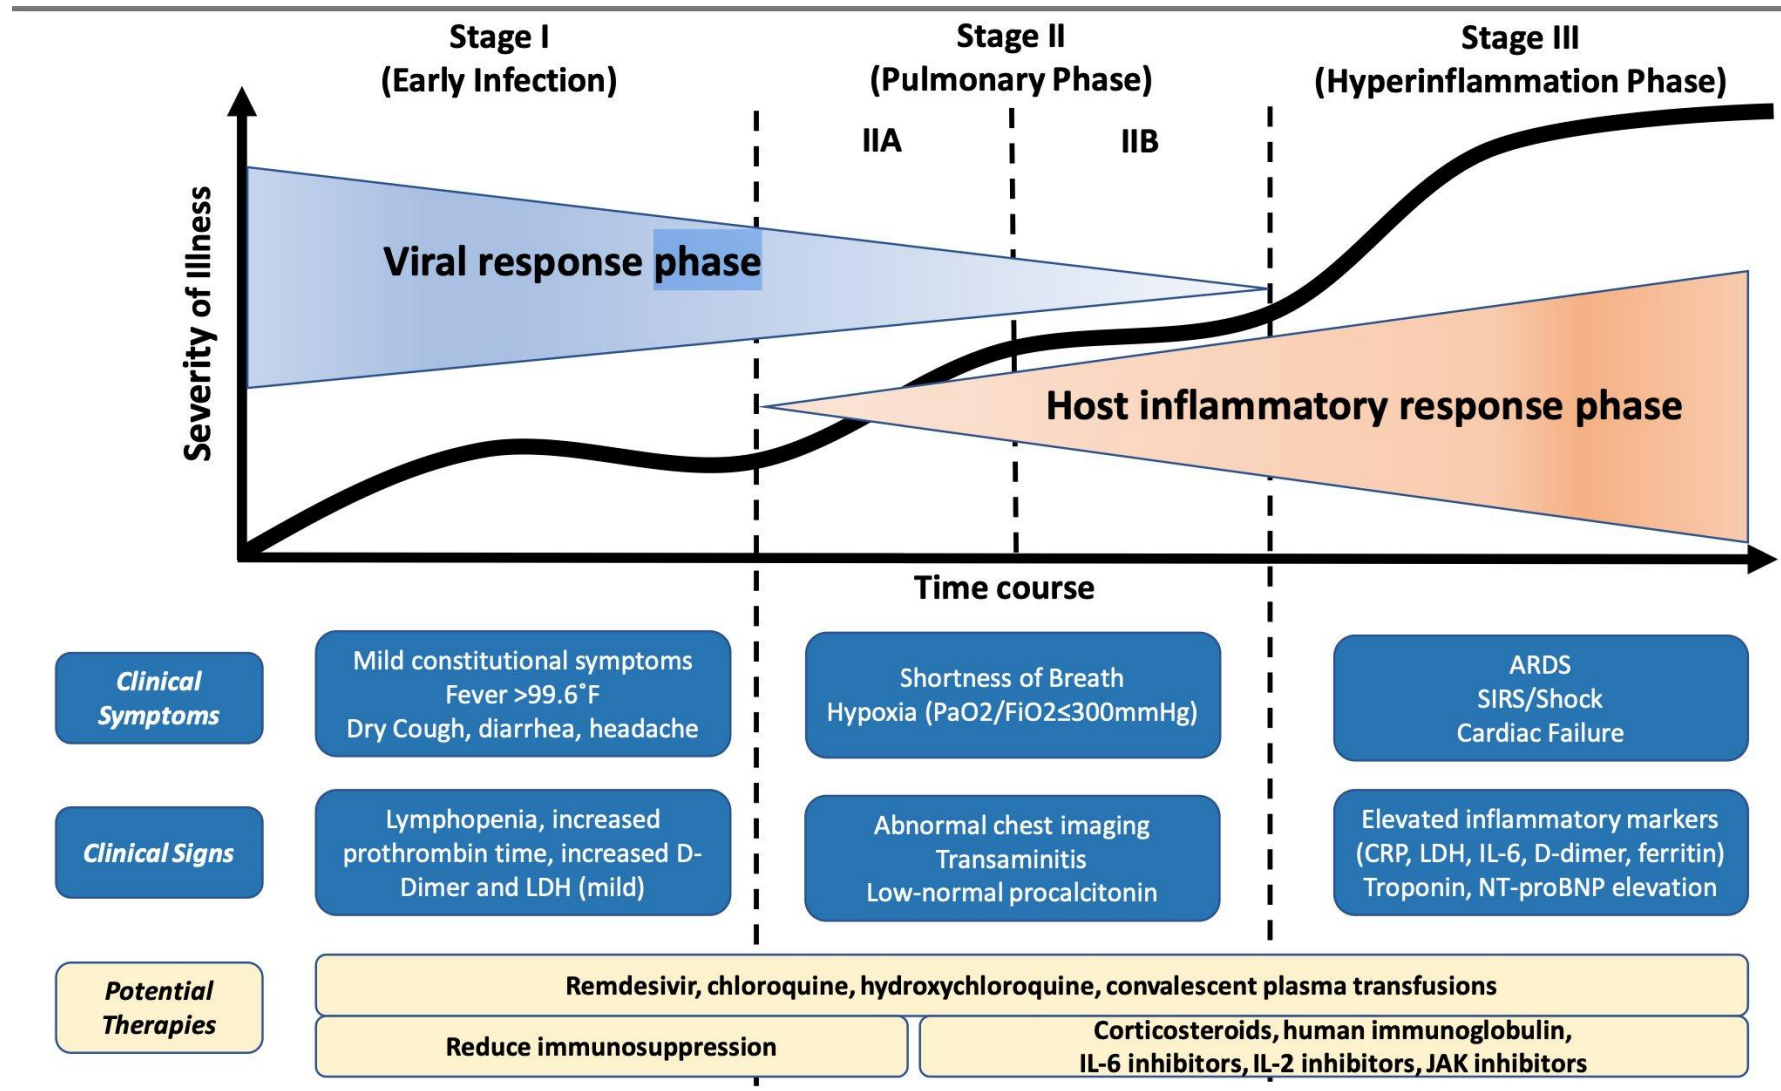 Stage I
(Early Infection)
Stage II
(Pulmonary Phase)
Stage III
(Hyperinflammation Phase)
IIA
IIB
Severity of Illness
Viral response phase
Host inflammatory response phase
Time course
Clinical
Symptoms
Mild constitutional symptoms
Fever >99.6°F
Dry Cough, diarrhea, headache
Shortness of Breath
Hypoxia (PaO2/FiO2≤300mmHg)
ARDS
SIRS/Shock
Cardiac Failure
Clinical Signs
Lymphopenia, increased
prothrombin time, increased D-
Dimer and LDH (mild)
Abnormal chest imaging
Transaminitis
Low-normal procalcitonin
Elevated inflammatory markers
(CRP, LDH, IL-6, D-dimer, ferritin)
Troponin, NT-proBNP elevation
Potential
Therapies
Remdesivir, chloroquine, hydroxychloroquine, convalescent plasma transfusions
Reduce immunosuppression
Corticosteroids, human immunoglobulin,
IL-6 inhibitors, IL-2 inhibitors, JAK inhibitors